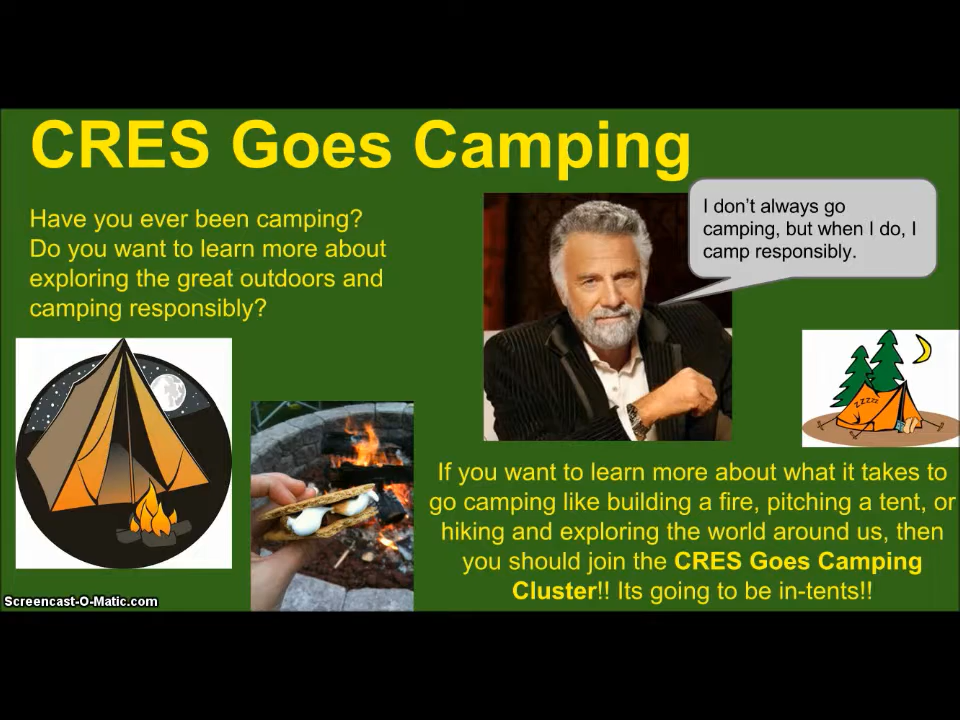 CRES Goes Camping
Have you ever been camping?
Do you want to learn more about
exploring the great outdoors and
camping responsibly?
I don't always go
camping, but when I do, I
camp responsibly.
zzzzz
If you want to learn more about what it takes to
go camping like building a fire, pitching a tent, or
hiking and exploring the world around us, then
you should join the CRES Goes Camping
Cluster!! Its going to be in-tents!!
Screencast-O-Matic.com